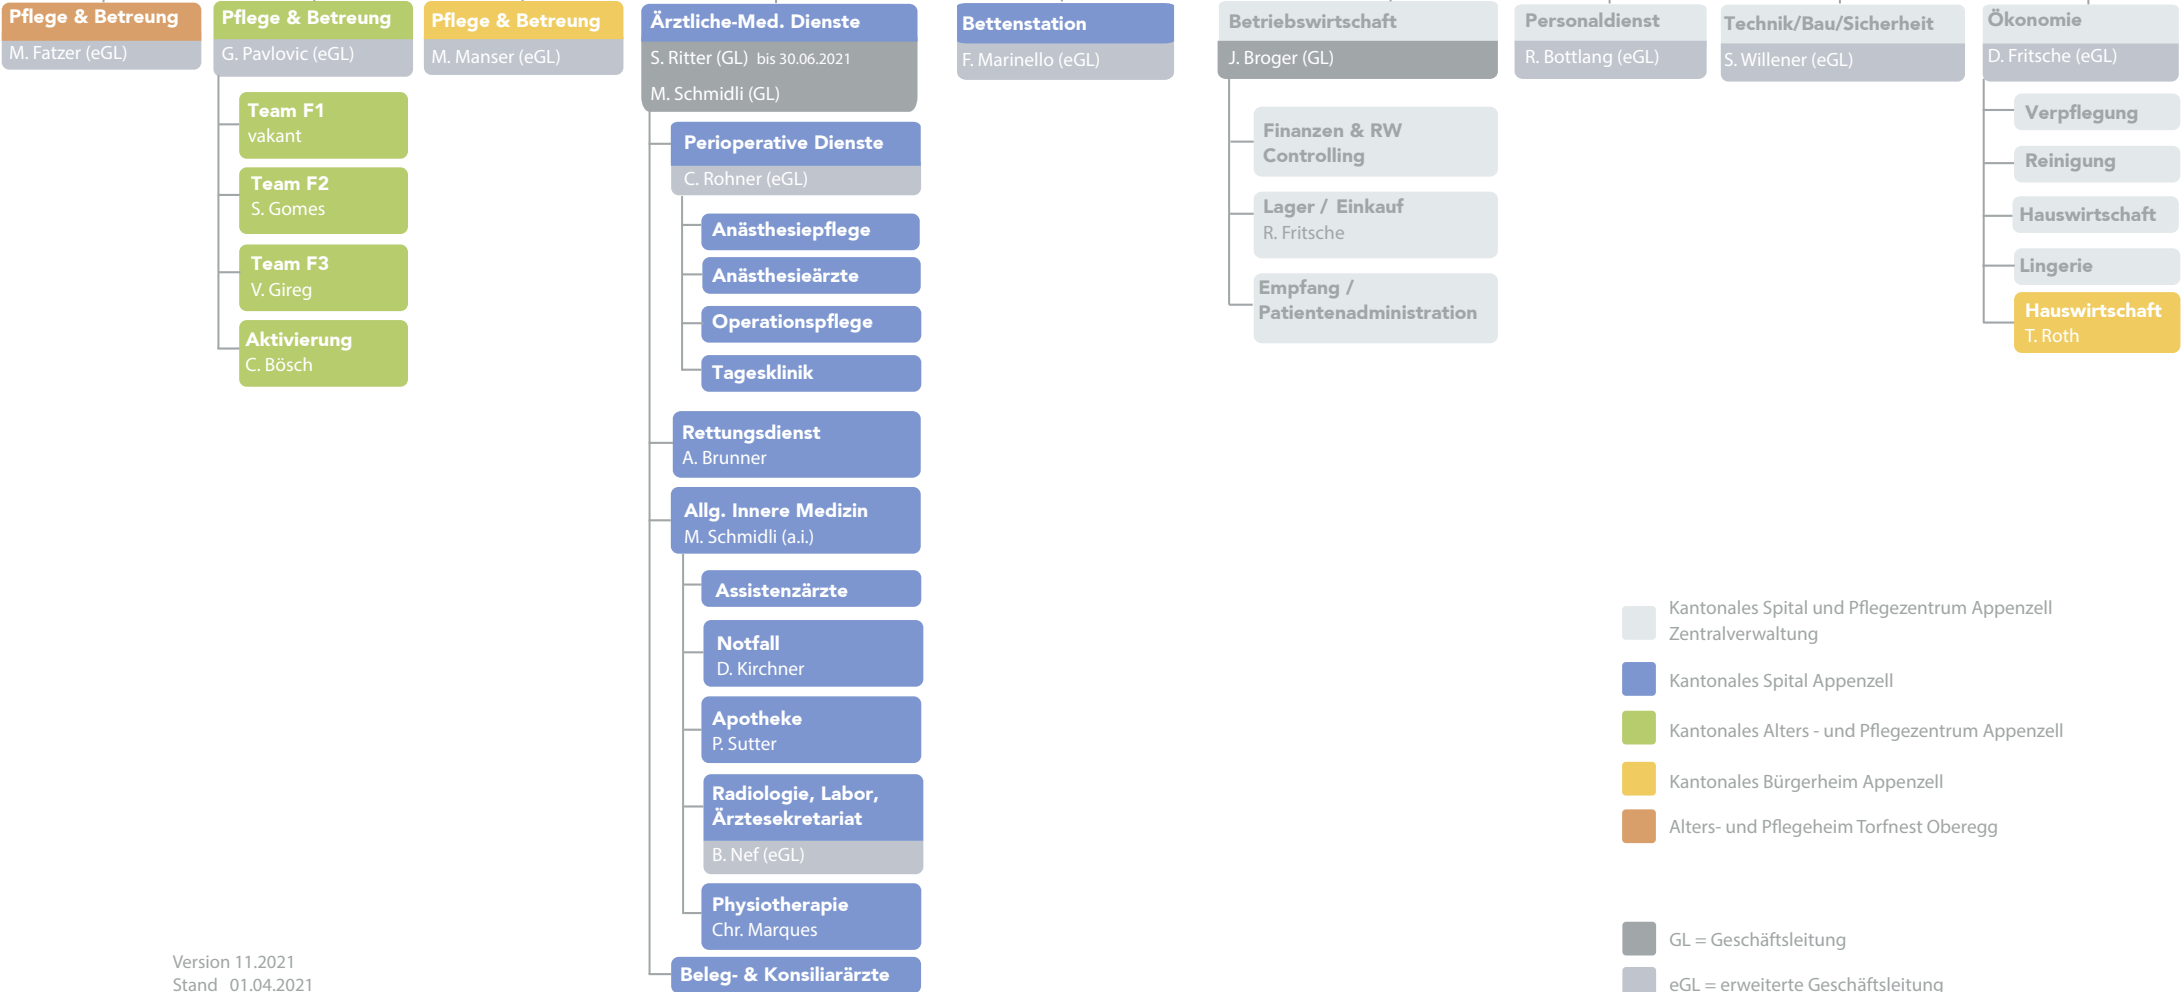 Pflege & Betreung
M. Fatzer (eGL)
Pflege & Betreung
G. Pavlovic (eGL)
Team F1
vakant
Team F2
S. Gomes
Team F3
V. Gireg
Aktivierung
C. Bösch
Pflege & Betreung
M. Manser (eGL)
Ärztliche-Med. Dienste
S. Ritter (GL) bis 30.06.2021
M. Schmidli (GL)
Perioperative Dienste
C. Rohner (eGL)
Anästhesiepflege
Anästhesieärzte
Operationspflege
Tagesklinik
Rettungsdienst
A. Brunner
Allg. Innere Medizin
M. Schmidli (a.i.)
Assistenzärzte
Notfall
D. Kirchner
Apotheke
P. Sutter
Radiologie, Labor,
Ärztesekretariat
B. Nef (eGL)
Physiotherapie
Chr. Marques
Beleg- & Konsiliarärzte
Bettenstation
F. Marinello (eGL)
Betriebswirtschaft
J. Broger (GL)
Finanzen & RW
Controlling
Lager / Einkauf
R. Fritsche
Empfang /
Patientenadministration
Personaldienst
R. Bottlang (eGL)
Technik/Bau/Sicherheit
S. Willener (eGL)
Ökonomie
D. Fritsche (eGL)
Verpflegung
Reinigung
Hauswirtschaft
Lingerie
Hauswirtschaft
T. Roth
Kantonales Spital und Pflegezentrum Appenzell
Zentralverwaltung
Kantonales Spital Appenzell
Kantonales Alters - und Pflegezentrum Appenzell
Kantonales Bürgerheim Appenzell
Alters- und Pflegeheim Torfnest Oberegg
GL = Geschäftsleitung
eGL = erweiterte Geschäftsleitung
Version 11.2021
Stand 01.04.2021